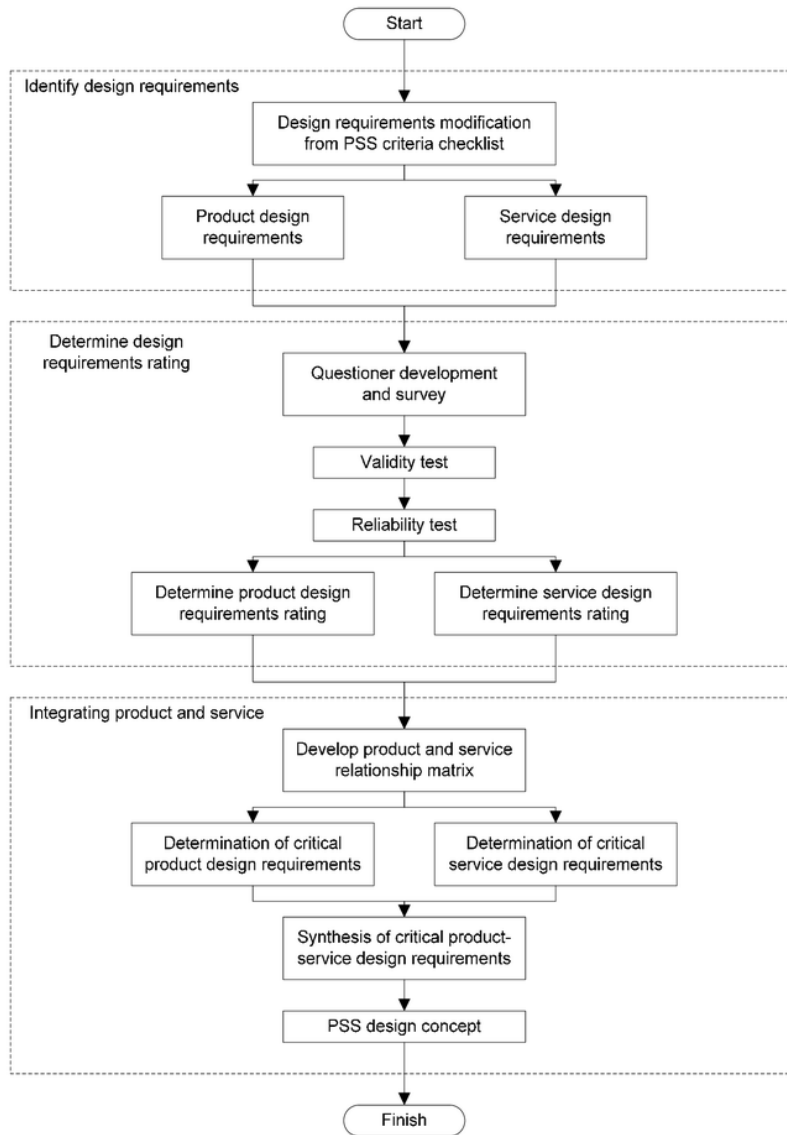 Start
Identify design requirements
Design requirements modification
from PSS criteria checklist
Product design
requirements
Service design
requirements
Determine design
requirements rating
Questioner development
and survey
Validity test
Reliability test
Determine product design
requirements rating
Determine service design
requirements rating
Integrating product and service
Develop product and service
relationship matrix
Determination of critical
product design requirements
Determination of critical
service design requirements
Synthesis of critical product-
service design requirements
PSS design concept
Finish